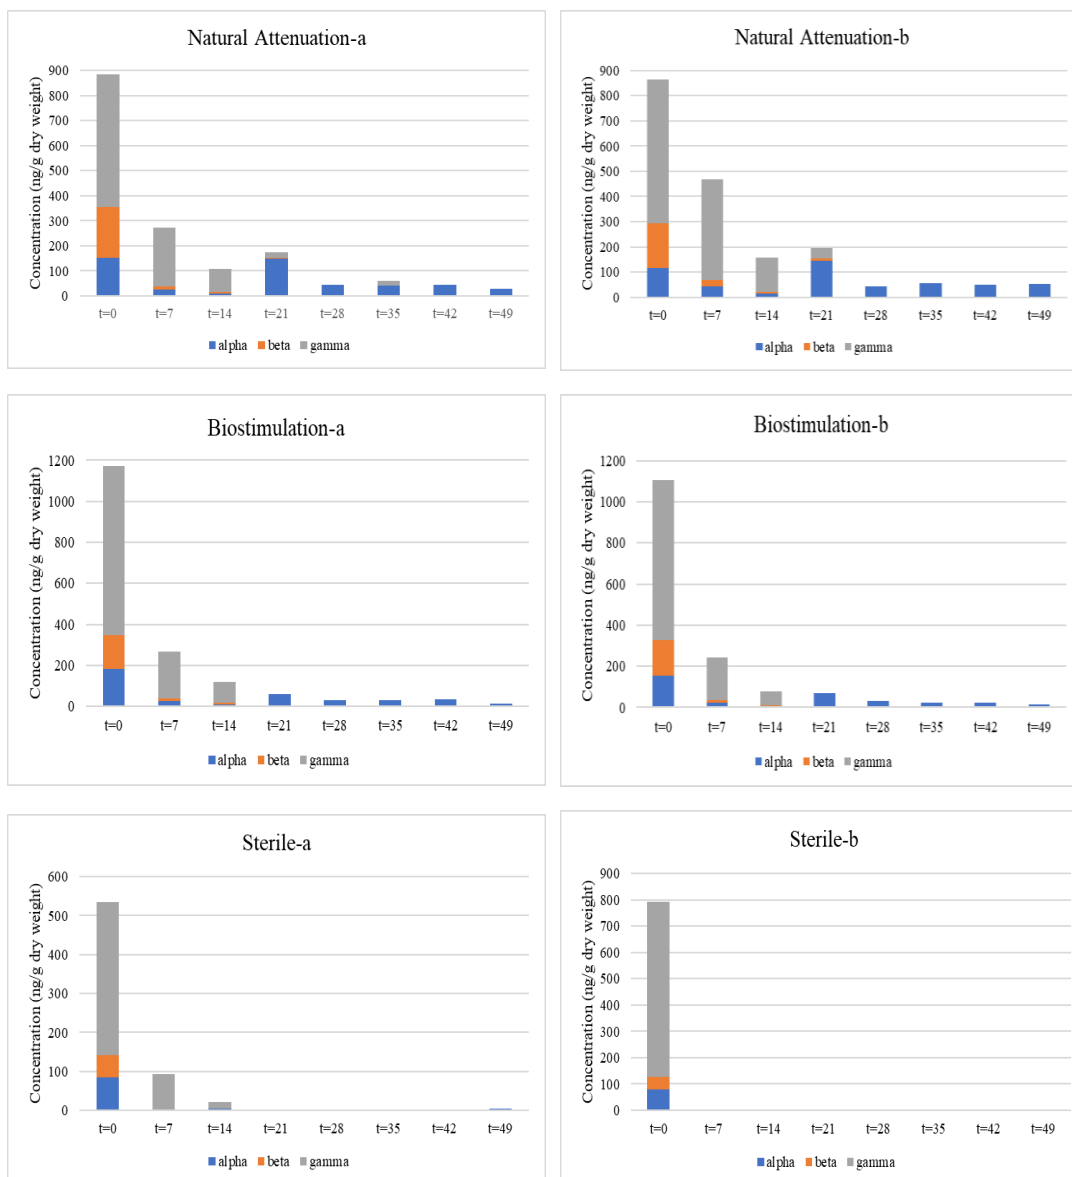 Natural Attenuation-a
Concentration (ng/g dry weight)
900
800
700
600
500
400
300
200
100
0
t=0 t=7 t=14 t=21 t=28 t=35 t=42 t=49
alpha beta gamma
Natural Attenuation-b
Concentration (ng/g dry weight)
900
800
700
600
500
400
300
200
100
0
t=0 t=7 t=14 t=21 t=28 t=35 t=42 t=49
alpha beta gamma
Biostimulation-a
Concentration (ng/g dry weight)
1200
1000
800
600
400
200
0
t=0 t=7 t=14 t=21 t=28 t=35 t=42 t=49
alpha beta gamma
Biostimulation-b
Concentration (ng/g dry weight)
1200
1000
800
600
400
200
0
t=0 t=7 t=14 t=21 t=28 t=35 t=42 t=49
alpha beta gamma
Sterile-a
Concentration (ng/g dry weight)
600
500
400
300
200
100
0
t=0 t=7 t=14 t=21 t=28 t=35 t=42 t=49
alpha beta gamma
Sterile-b
Concentration (ng/g dry weight)
900
800
700
600
500
400
300
200
100
0
t=0 t=7 t=14 t=21 t=28 t=35 t=42 t=49
alpha beta gamma